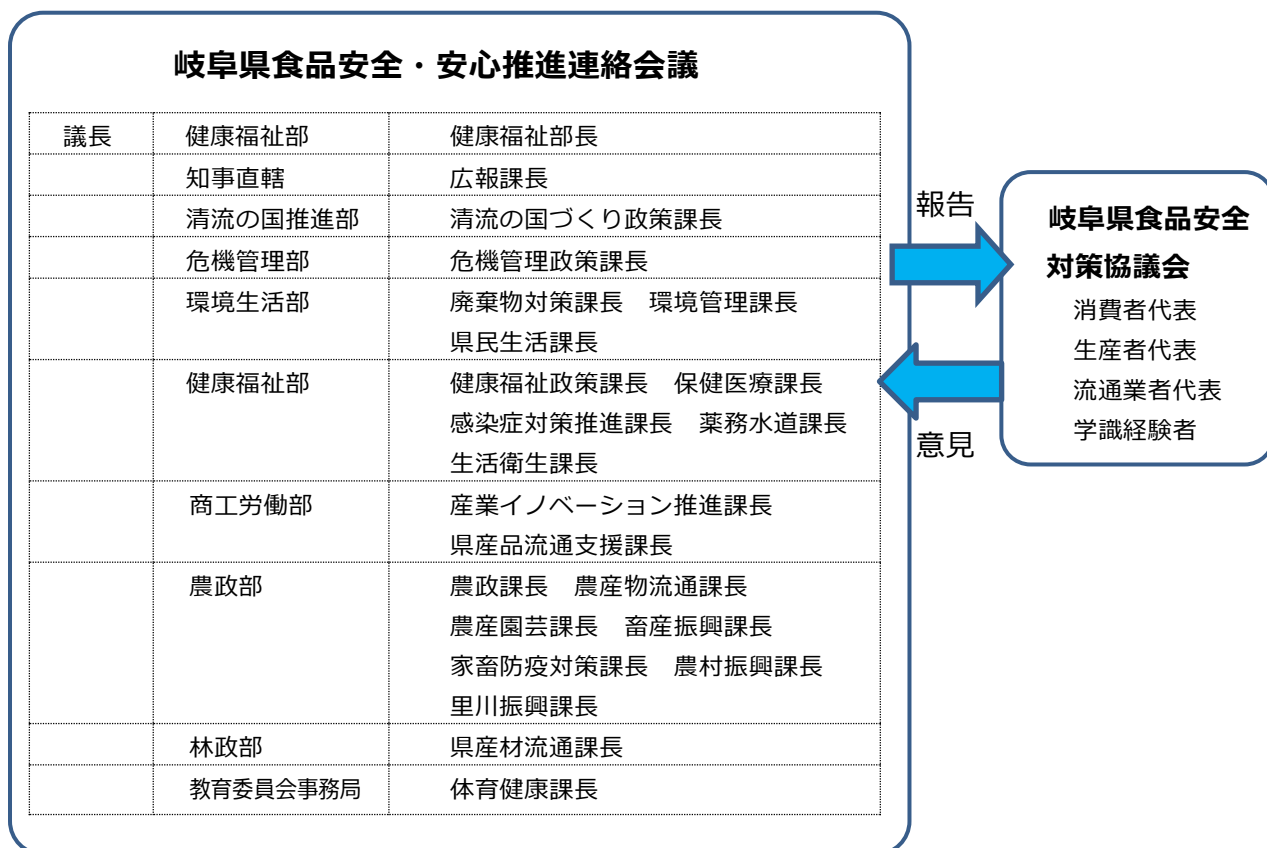 岐阜県食品安全・安心推進連絡会議
議長 健康福祉部 健康福祉部長
知事直轄 広報課長
清流の国推進部 清流の国づくり政策課長
危機管理部 危機管理政策課長
環境生活部 廃棄物対策課長 環境管理課長
県民生活課長
健康福祉部 健康福祉政策課長 保健医療課長
感染症対策推進課長 薬務水道課長
生活衛生課長
商工労働部 産業イノベーション推進課長
県産品流通支援課長
農政部 農政課長 農産物流通課長
農産園芸課長 畜産振興課長
家畜防疫対策課長 農村振興課長
里川振興課長
林政部 県産材流通課長
教育委員会事務局 体育健康課長
報告
意見
岐阜県食品安全
対策協議会
消費者代表
生産者代表
流通業者代表
学識経験者